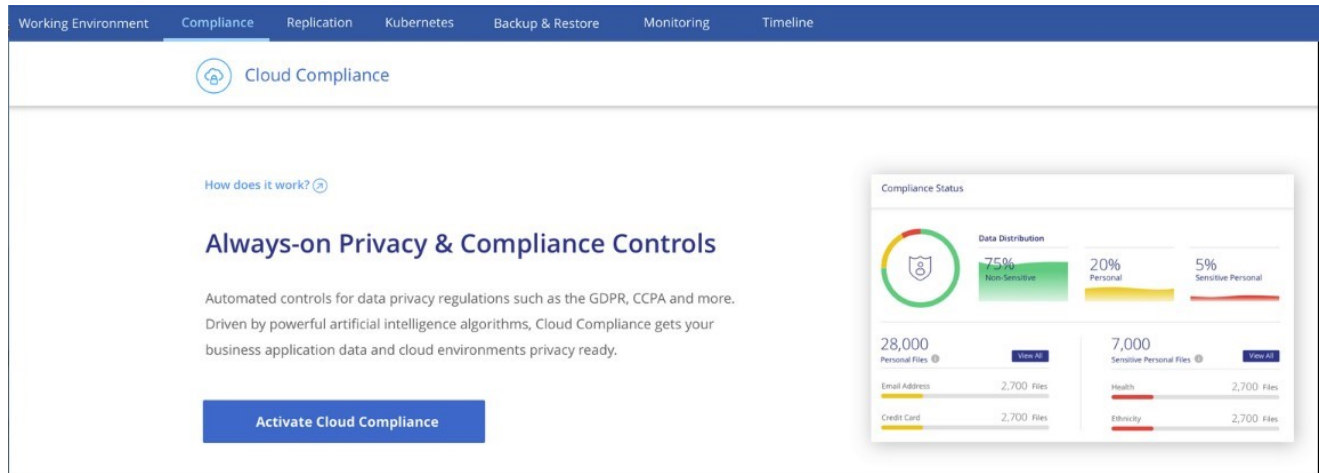 Working Environment Compliance Replication Kubernetes Backup & Restore Monitoring Timeline
Cloud Compliance
How does it work?
Always-on Privacy & Compliance Controls
Automated controls for data privacy regulations such as the GDPR, CCPA and more.
Driven by powerful artificial intelligence algorithms, Cloud Compliance gets your
business application data and cloud environments privacy ready.
Activate Cloud Compliance
Compliance Status
Data Distribution
75%
Non-Sensitive
20%
Personal
5%
Sensitive Personal
28,000
Personal Files
View All
Email Address 2,700 Files
Credit Card 2,700 Files
7,000
Sensitive Personal Files
View All
Health 2,700 Files
Ethnicity 2,700 Files